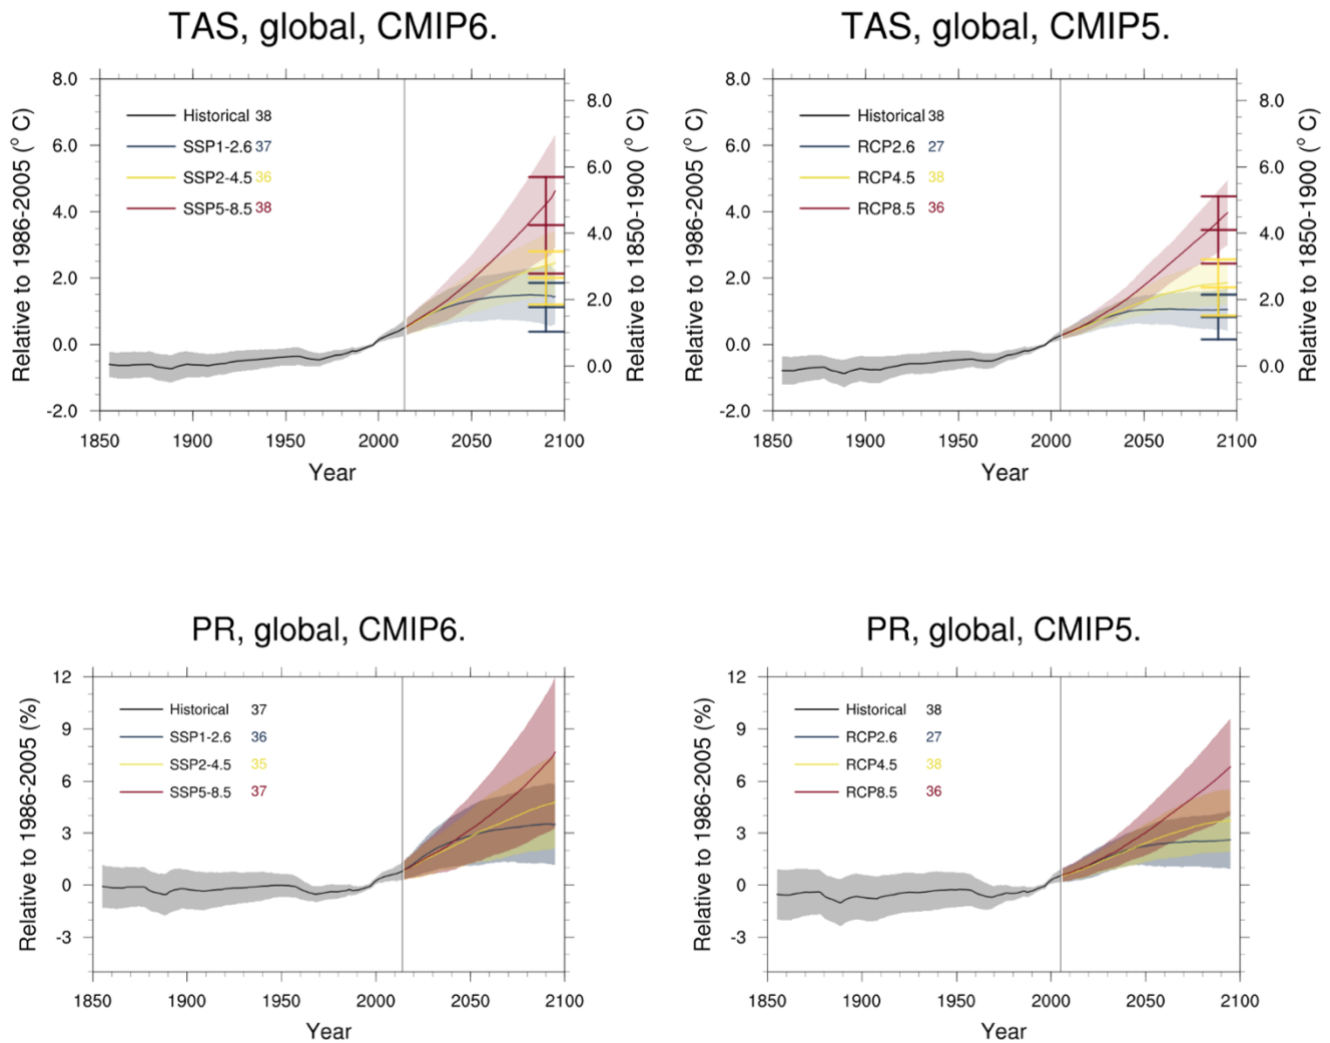 TAS, global, CMIP6.
8.0
6.0
4.0
2.0
0.0
-2.0
Relative to 1986-2005 (° C)
Historical 38
SSP1-2.6 37
SSP2-4.5 36
SSP5-8.5 38
8.0
6.0
4.0
2.0
0.0
Relative to 1850-1900 (° C)
1850 1900 1950 2000 2050 2100
Year
TAS, global, CMIP5.
8.0
6.0
4.0
2.0
0.0
-2.0
Relative to 1986-2005 (° C)
Historical 38
RCP2.6 27
RCP4.5 38
RCP8.5 36
8.0
6.0
4.0
2.0
0.0
Relative to 1850-1900 (° C)
1850 1900 1950 2000 2050 2100
Year
PR, global, CMIP6.
12
9
6
3
0
-3
Relative to 1986-2005 (%)
Historical 37
SSP1-2.6 36
SSP2-4.5 35
SSP5-8.5 37
1850 1900 1950 2000 2050 2100
Year
PR, global, CMIP5.
12
9
6
3
0
-3
Relative to 1986-2005 (%)
Historical 38
RCP2.6 27
RCP4.5 38
RCP8.5 36
1850 1900 1950 2000 2050 2100
Year